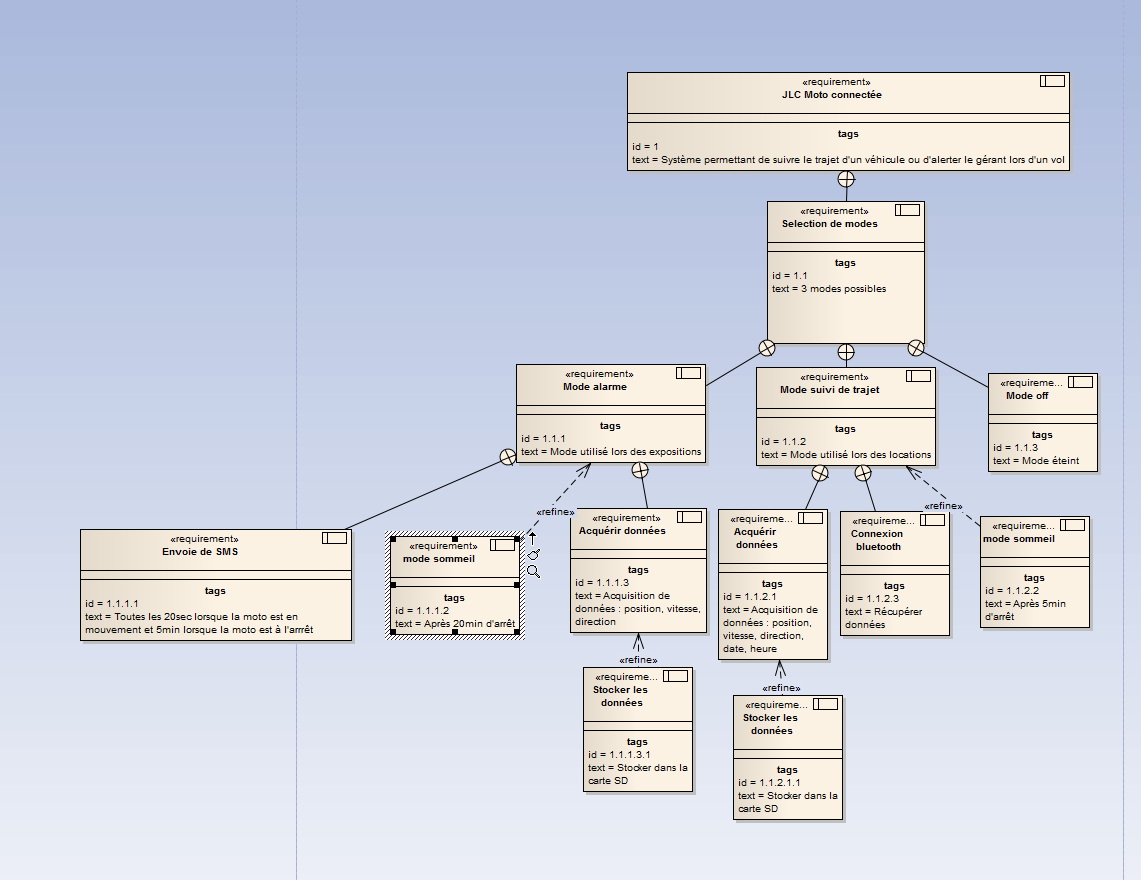 «requirement»
JLC Moto connectée
tags
id = 1
text = Système permettant de suivre le trajet d'un véhicule ou d'alerter le gérant lors d'un vol
«requirement»
Selection de modes
tags
id = 1.1
text = 3 modes possibles
«requirement»
Mode alarme
tags
id = 1.1.1
text = Mode utilisé lors des expositions
«requirement»
Mode suivi de trajet
tags
id = 1.1.2
text = Mode utilisé lors des locations
«requireme...
Mode off
tags
id = 1.1.3
text = Mode éteint
«refine»
«refine»
«requirement»
Envoie de SMS
tags
id = 1.1.1.1
text = Toutes les 20sec lorsque la moto est en
mouvement et 5min lorsque la moto est à l'arrrêt
«requirement»
mode sommeil
tags
id = 1.1.1.2
text = Après 20min d'arrêt
«requirement»
Acquérir données
tags
id = 1.1.1.3
text = Acquisition de
données : position, vitesse,
direction
«requireme...
Acquérir
données
tags
id = 1.1.2.1
text = Acquisition de
données : position,
vitesse, direction,
date, heure
«requireme...
Connexion
bluetooth
tags
id = 1.1.2.3
text = Récupérer
données
«requireme...
mode sommeil
tags
id = 1.1.2.2
text = Après 5min
d'arrêt
«refine»
«requireme...
Stocker les
données
tags
id = 1.1.1.3.1
text = Stocker dans la
carte SD
«refine»
«requireme...
Stocker les
données
tags
id = 1.1.2.1.1
text = Stocker dans la
carte SD